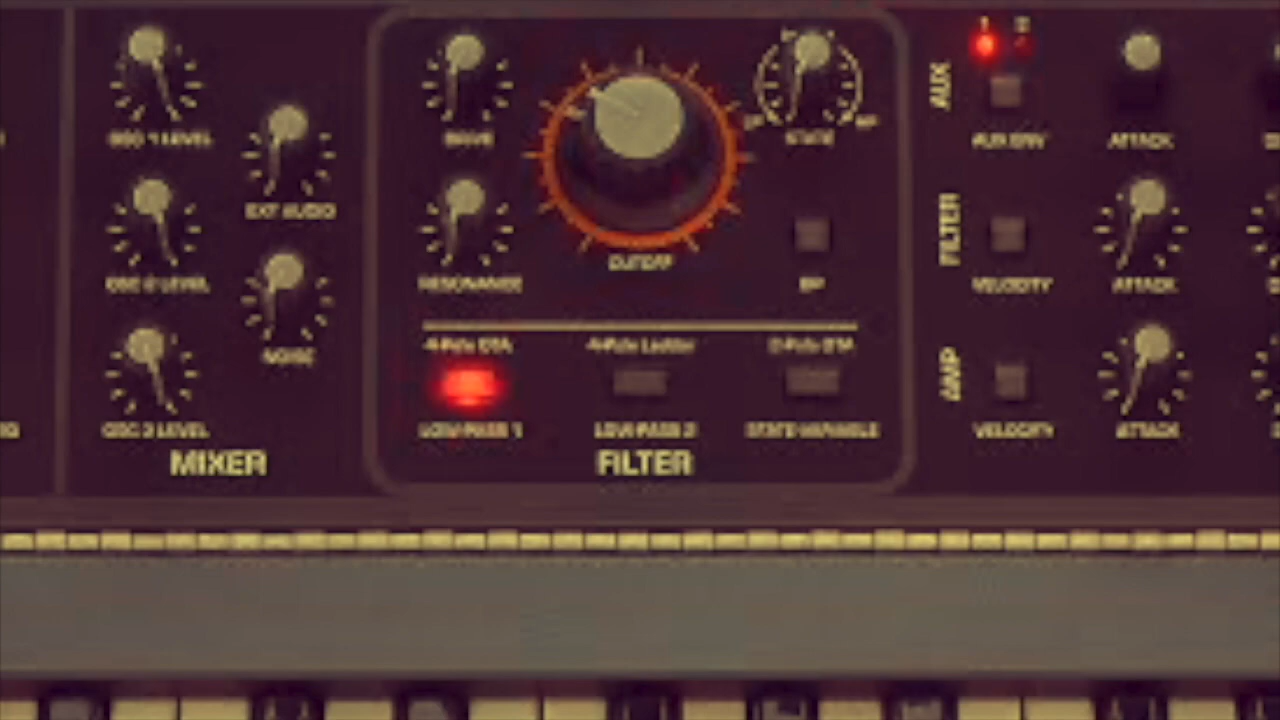 OSC 1 LEVEL
EXT AUDIO
OSC 2 LEVEL
NOISE
OSC 3 LEVEL
MIXER
DRIVE
CUTOFF
STATE
RESONANCE
BP
4-Pole OTA
4-Pole Ladder
2-Pole OTA
LOW-PASS 1
LOW-PASS 2
STATE-VARIABLE
FILTER
AUX
AUX ENV
ATTACK
FILTER
VELOCITY
ATTACK
AMP
VELOCITY
ATTACK